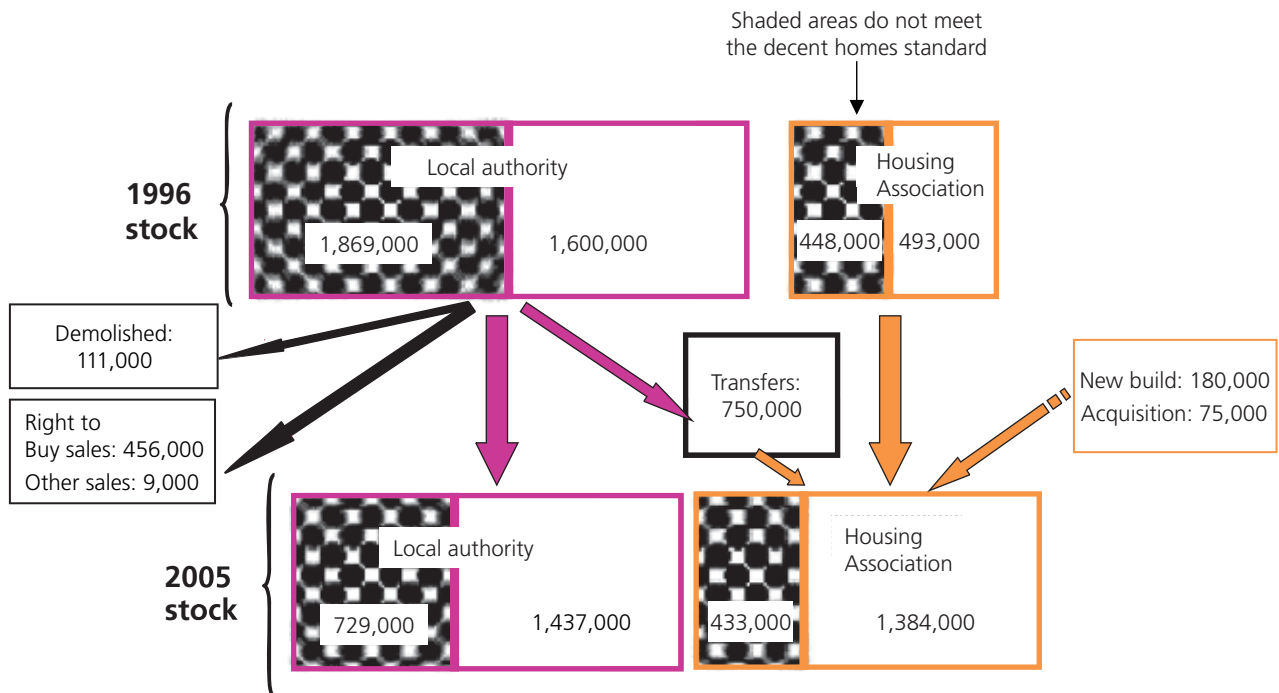 Shaded areas do not meet
the decent homes standard
1996
stock
Local authority
1,869,000
1,600,000
Housing
Association
448,000
493,000
Demolished:
111,000
Right to
Buy sales: 456,000
Other sales: 9,000
Transfers:
750,000
New build: 180,000
Acquisition: 75,000
2005
stock
Local authority
729,000
1,437,000
Housing
Association
433,000
1,384,000